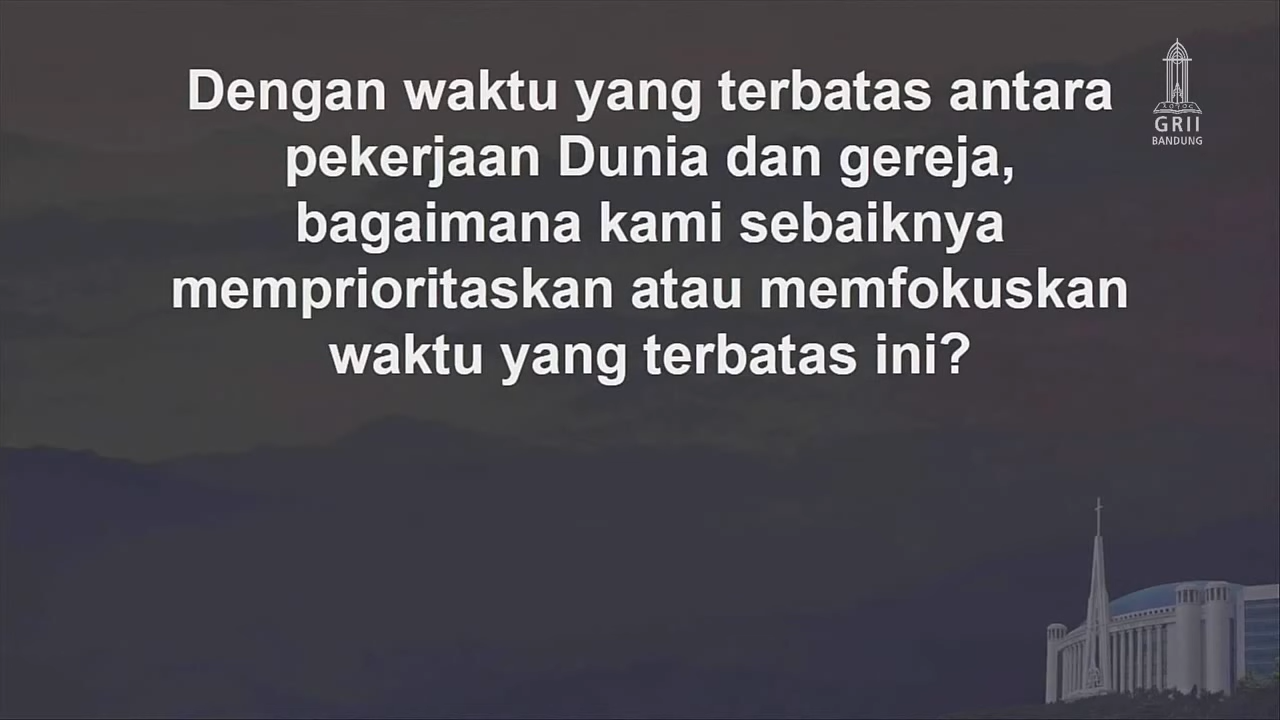 Dengan waktu yang terbatas antara
pekerjaan Dunia dan gereja,
bagaimana kami sebaiknya
memprioritaskan atau memfokuskan
waktu yang terbatas ini?
GRII
BANDUNG